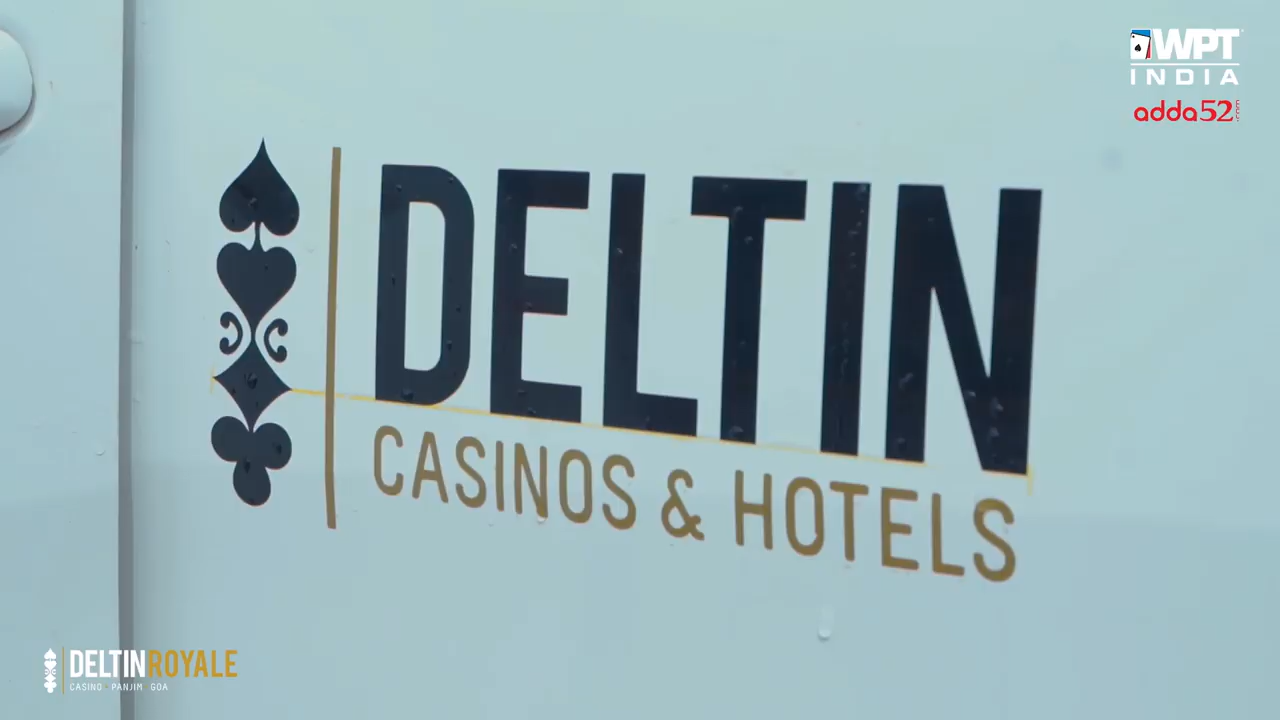 WPT
INDIA
adda52.com
DELTIN
CASINOS & HOTELS
DELTINROYALE
CASINO · PANJIM · GOA